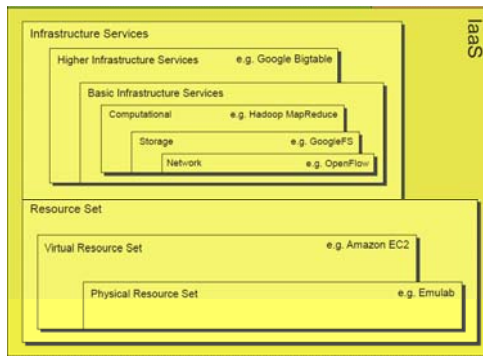 IaaS
Infrastructure Services
Higher Infrastructure Services e.g. Google Bigtable
Basic Infrastructure Services
Computational e.g. Hadoop MapReduce
Storage e.g. GoogleFS
Network e.g. OpenFlow
Resource Set
Virtual Resource Set e.g. Amazon EC2
Physical Resource Set e.g. Emulab